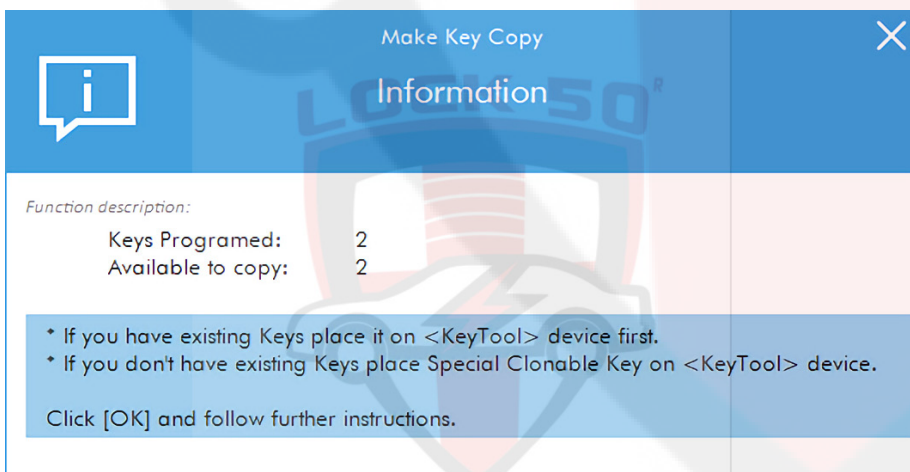 Make Key Copy
Information
LOCK 50®
Function description:
Keys Programed: 2
Available to copy: 2
* If you have existing Keys place it on <KeyTool> device first.
* If you don't have existing Keys place Special Clonable Key on <KeyTool> device.
Click [OK] and follow further instructions.